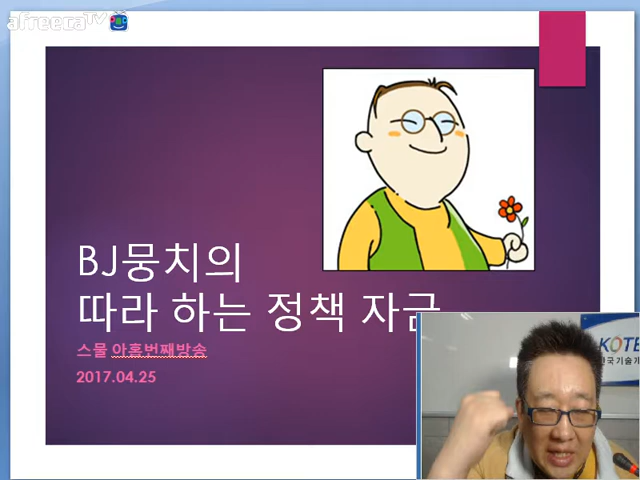 afreecaTV
BJ뭉치의
따라 하는 정책 자금
스물 아홉번째방송
2017.04.25
KOTE
한국기술기